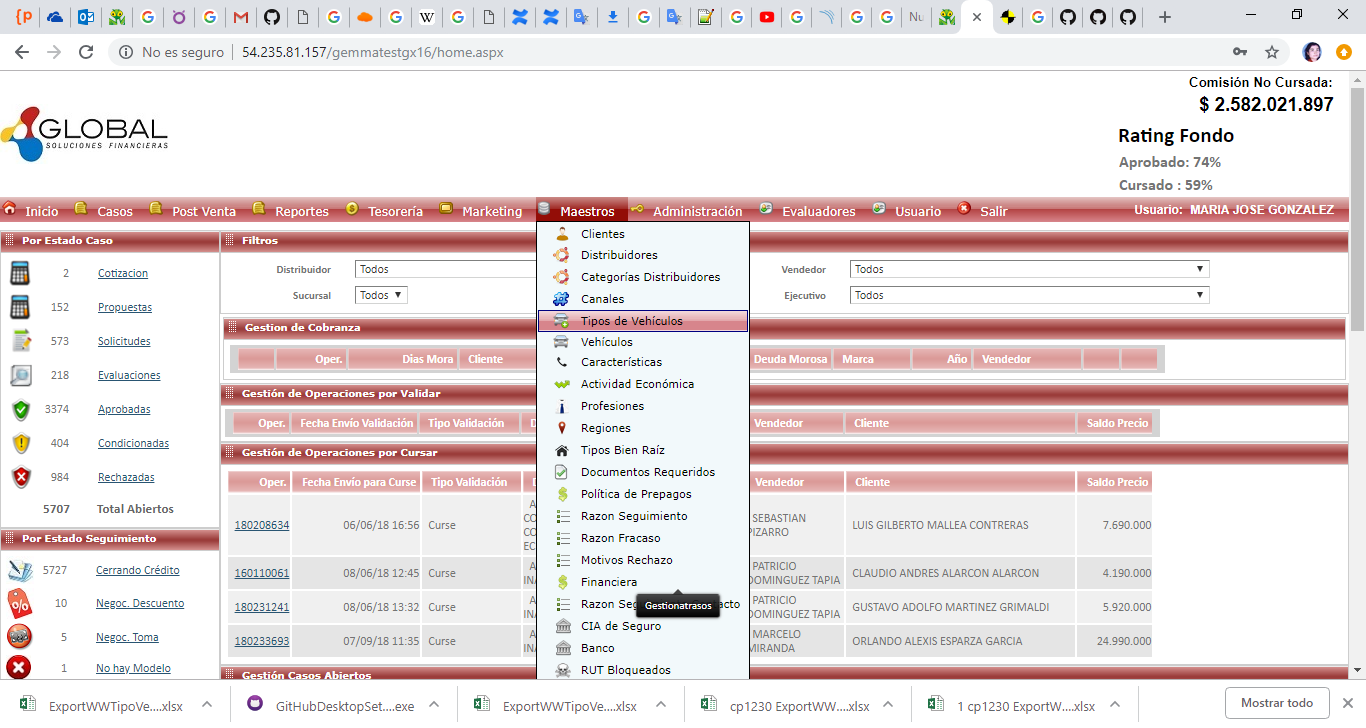 No es seguro
54.235.81.157/gemmatestgx16/home.aspx
GLOBAL
SOLUCIONES FINANCIERAS
Comisión No Cursada:
$ 2.582.021.897
Rating Fondo
Aprobado: 74%
Cursado : 59%
Inicio Casos Post Venta Reportes Tesorería Marketing Maestros Administración Evaluadores Usuario Salir Usuario: MARIA JOSE GONZALEZ
Por Estado Caso
2 Cotizacion
152 Propuestas
573 Solicitudes
218 Evaluaciones
3374 Aprobadas
404 Condicionadas
984 Rechazadas
5707 Total Abiertos
Por Estado Seguimiento
5727 Cerrando Crédito
10 Negoc. Descuento
5 Negoc. Toma
1 No hay Modelo
Filtros
Distribuidor Todos Vendedor Todos
Sucursal Todos Ejecutivo Todos
Gestion de Cobranza
Oper. Dias Mora Cliente Deuda Morosa Marca Año Vendedor
Gestión de Operaciones por Validar
Oper. Fecha Envío Validación Tipo Validación Vendedor Cliente Saldo Precio
Gestión de Operaciones por Cursar
Oper. Fecha Envío para Curse Tipo Validación Vendedor Cliente Saldo Precio
180208634 06/06/18 16:56 Curse SEBASTIAN PIZARRO LUIS GILBERTO MALLEA CONTRERAS 7.690.000
160110061 08/06/18 12:45 Curse PATRICIO DOMINGUEZ TAPIA CLAUDIO ANDRES ALARCON ALARCON 4.190.000
180231241 08/06/18 13:32 Curse PATRICIO DOMINGUEZ TAPIA GUSTAVO ADOLFO MARTINEZ GRIMALDI 5.920.000
180233693 07/09/18 11:35 Curse MARCELO MIRANDA ORLANDO ALEXIS ESPARZA GARCIA 24.990.000
Gestión Casos Abiertos
Clientes
Distribuidores
Categorías Distribuidores
Canales
Tipos de Vehículos
Vehículos
Características
Actividad Económica
Profesiones
Regiones
Tipos Bien Raíz
Documentos Requeridos
Política de Prepagos
Razon Seguimiento
Razon Fracaso
Motivos Rechazo
Financiera
Razon
Gestionatrasos
CIA de Seguro
Banco
RUT Bloqueados
ExportWWTipoVe....xlsx
GitHubDesktopSet....exe
ExportWWTipoVe....xlsx
cp1230 ExportWW....xlsx
1 cp1230 ExportW....xlsx
Mostrar todo